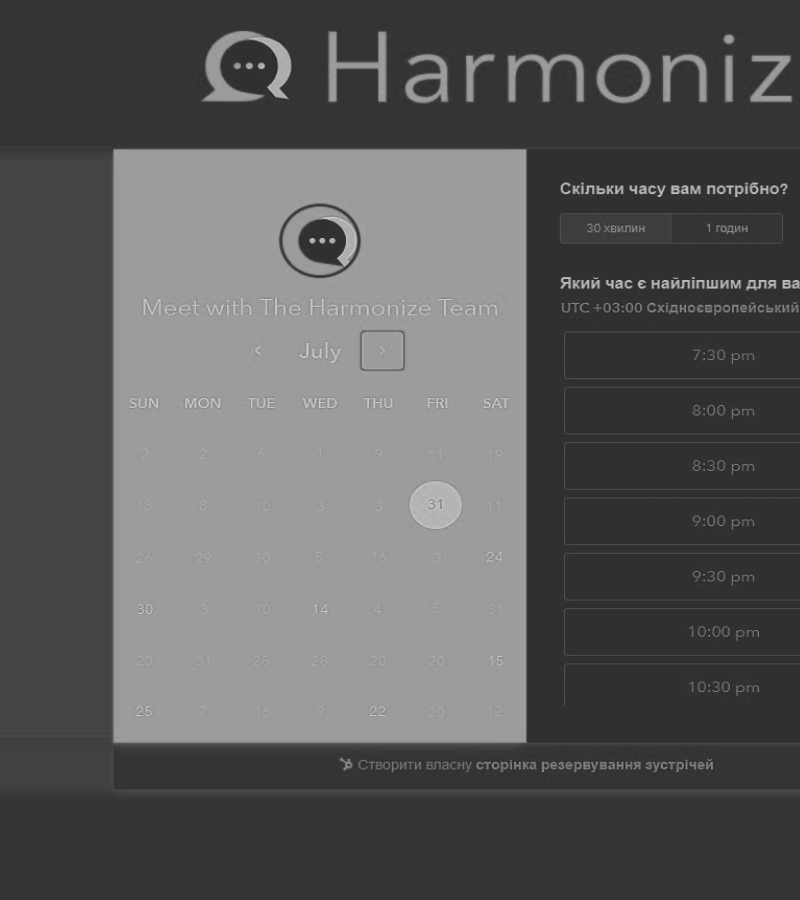 Harmoniz
Meet with The Harmonize Team
< July >
SUN MON TUE WED THU FRI SAT
2 2 6 1 9 11 19
13 8 10 3 3 31 11
26 29 30 5 16 3 24
30 3 10 14 4 5 31
20 31 28 28 20 20 15
25 7 16 9 22 20 12
Скільки часу вам потрібно?
30 хвилин 1 годин
Який час є найліпшим для ва
UTC +03:00 Східноєвропейський
7:30 pm
8:00 pm
8:30 pm
9:00 pm
9:30 pm
10:00 pm
10:30 pm
Створити власну сторінка резервування зустрічей